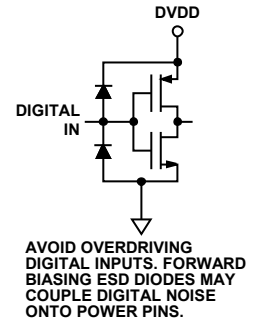 DVDD
DIGITAL
IN
AVOID OVERDRIVING
DIGITAL INPUTS. FORWARD
BIASING ESD DIODES MAY
COUPLE DIGITAL NOISE
ONTO POWER PINS.